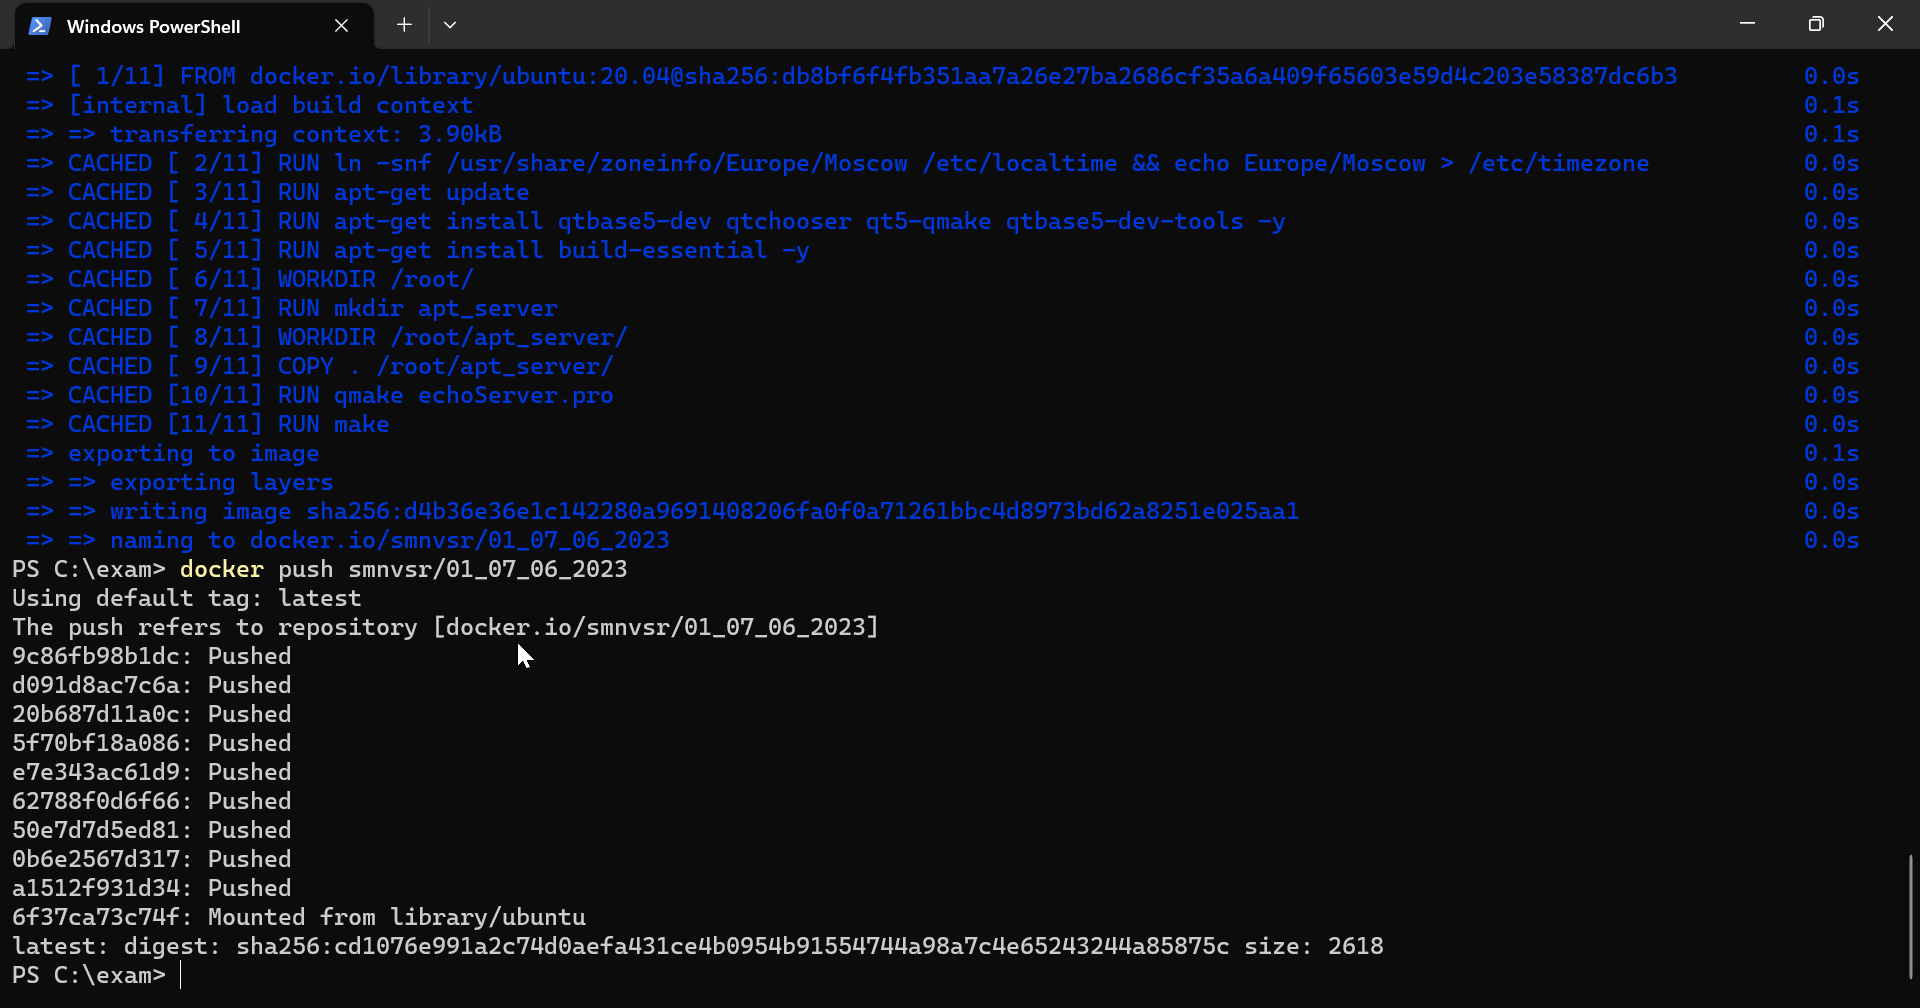 Windows PowerShell
=> [ 1/11] FROM docker.io/library/ubuntu:20.04@sha256:db8bf6f4fb351aa7a26e27ba2686cf35a6a409f65603e59d4c203e58387dc6b3 0.0s
=> [internal] load build context 0.1s
=> => transferring context: 3.90kB 0.1s
=> CACHED [ 2/11] RUN ln -snf /usr/share/zoneinfo/Europe/Moscow /etc/localtime && echo Europe/Moscow > /etc/timezone 0.0s
=> CACHED [ 3/11] RUN apt-get update 0.0s
=> CACHED [ 4/11] RUN apt-get install qtbase5-dev qtchooser qt5-qmake qtbase5-dev-tools -y 0.0s
=> CACHED [ 5/11] RUN apt-get install build-essential -y 0.0s
=> CACHED [ 6/11] WORKDIR /root/ 0.0s
=> CACHED [ 7/11] RUN mkdir apt_server 0.0s
=> CACHED [ 8/11] WORKDIR /root/apt_server/ 0.0s
=> CACHED [ 9/11] COPY . /root/apt_server/ 0.0s
=> CACHED [10/11] RUN qmake echoServer.pro 0.0s
=> CACHED [11/11] RUN make 0.0s
=> exporting to image 0.1s
=> => exporting layers 0.0s
=> => writing image sha256:d4b36e36e1c142280a9691408206fa0f0a71261bbc4d8973bd62a8251e025aa1 0.0s
=> => naming to docker.io/smnvsr/01_07_06_2023 0.0s
PS C:\exam> docker push smnvsr/01_07_06_2023
Using default tag: latest
The push refers to repository [docker.io/smnvsr/01_07_06_2023]
9c86fb98b1dc: Pushed
d091d8ac7c6a: Pushed
20b687d11a0c: Pushed
5f70bf18a086: Pushed
e7e343ac61d9: Pushed
62788f0d6f66: Pushed
50e7d7d5ed81: Pushed
0b6e2567d317: Pushed
a1512f931d34: Pushed
6f37ca73c74f: Mounted from library/ubuntu
latest: digest: sha256:cd1076e991a2c74d0aefa431ce4b0954b91554744a98a7c4e65243244a85875c size: 2618
PS C:\exam>